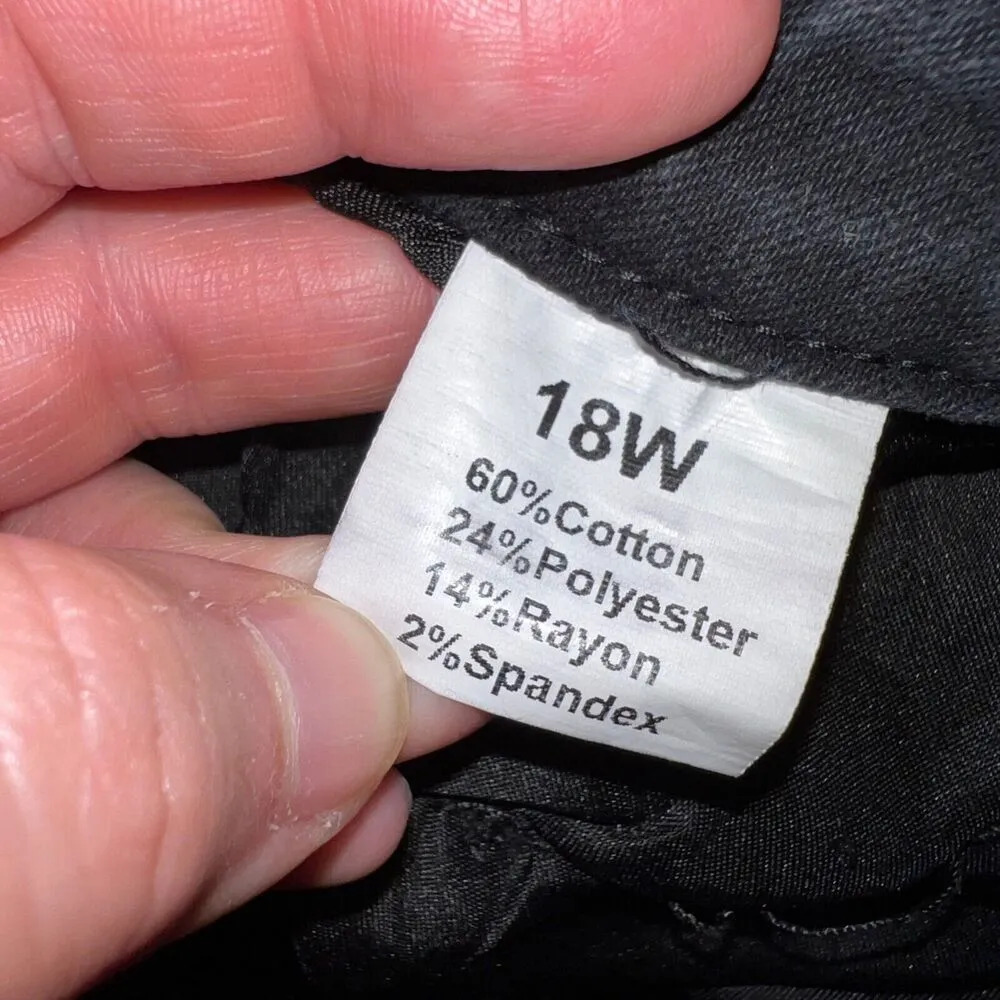 18W
60%Cotton
24%Polyester
14%Rayon
2%Spandex